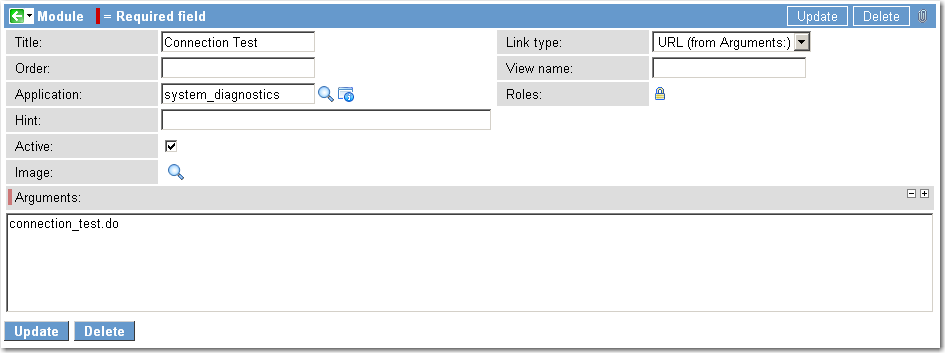 Module = Required field Update Delete
Title: Connection Test Link type: URL (from Arguments:)
Order: View name:
Application: system_diagnostics Roles:
Hint:
Active:
Image:
Arguments:
connection_test.do
Update Delete